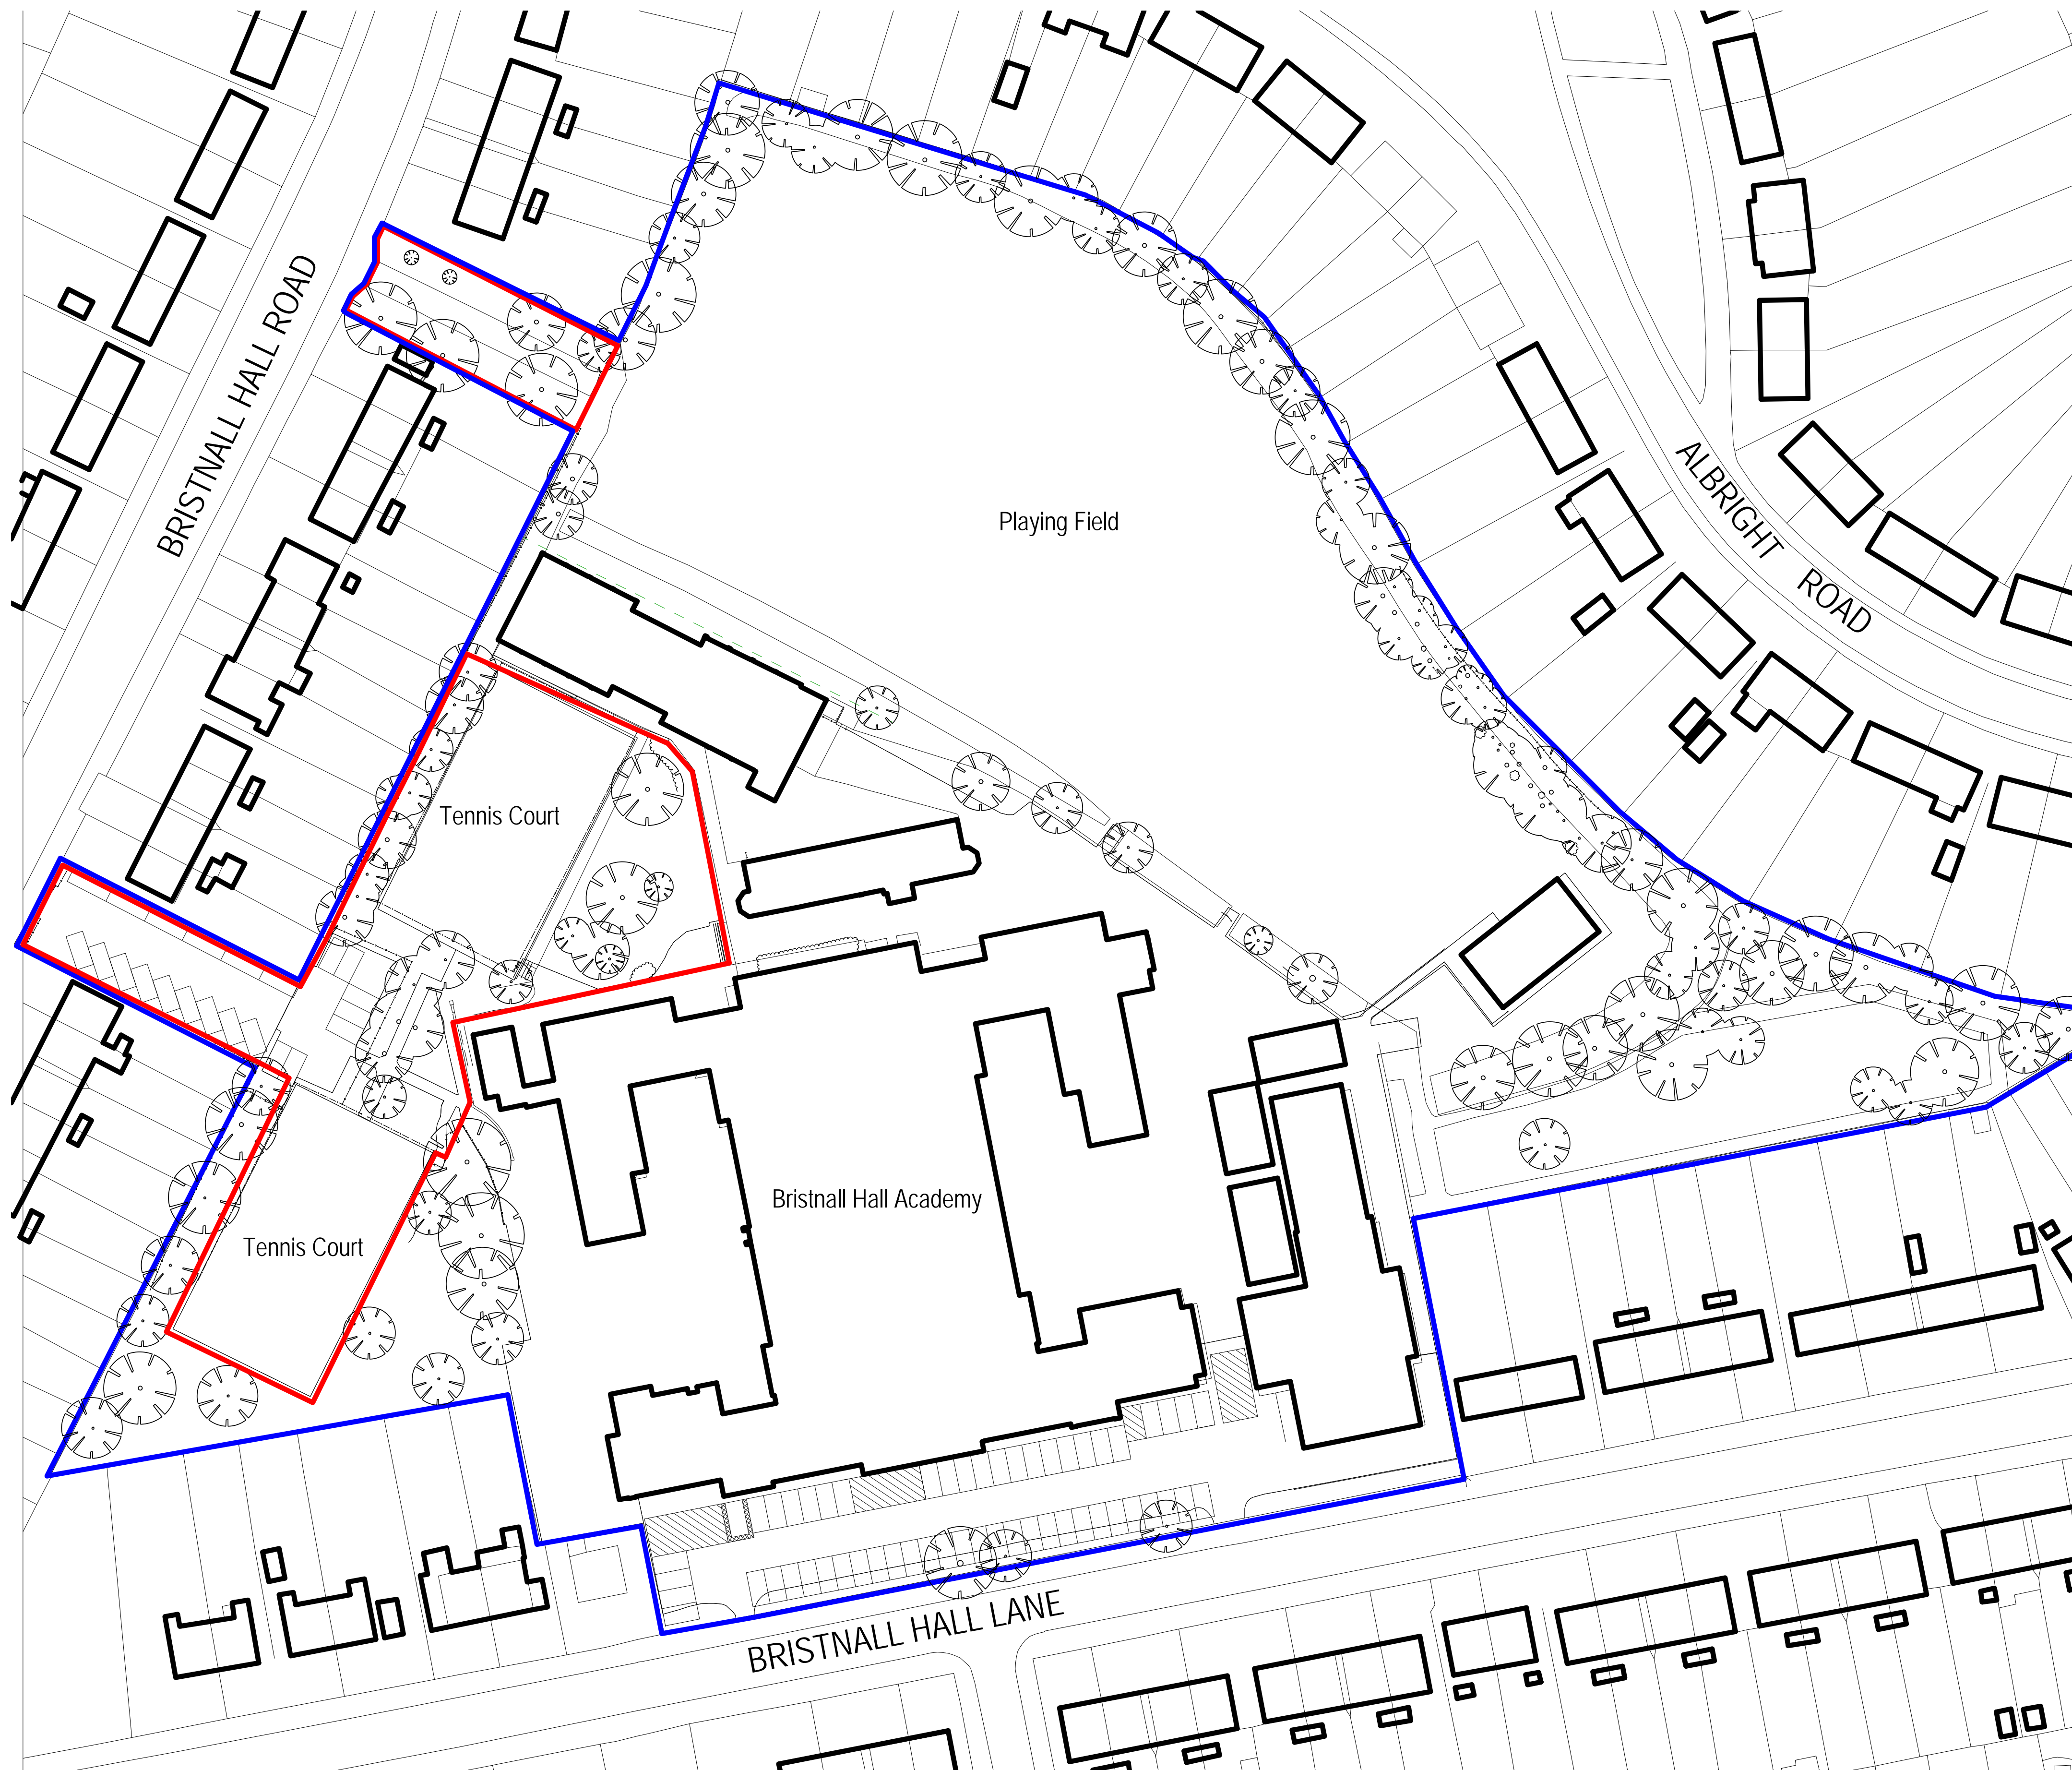 BRISTNALL HALL ROAD
Playing Field
ALBRIGHT ROAD
Tennis Court
Bristnall Hall Academy
Tennis Court
BRISTNALL HALL LANE